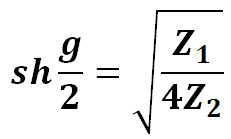 sh g/2 = √(Z₁/4Z₂)